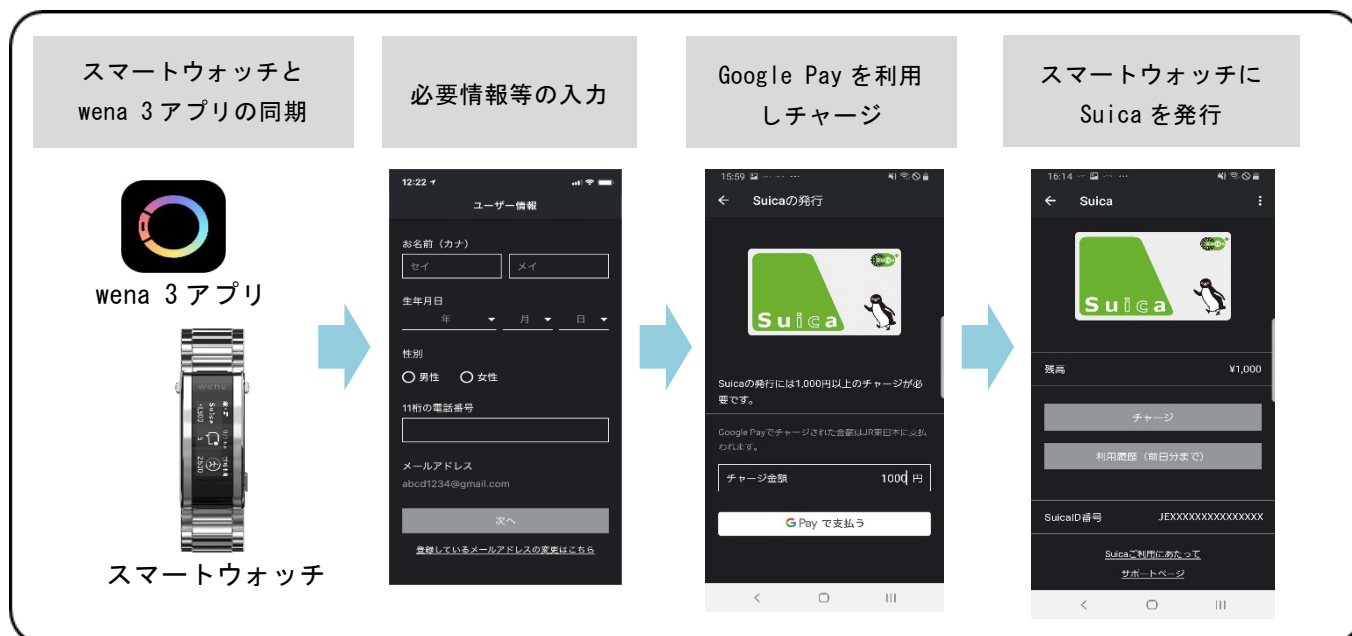 スマートウォッチと
wena 3 アプリの同期
必要情報等の入力
Google Pay を利用
しチャージ
スマートウォッチに
Suica を発行
wena 3 アプリ
wena
Suica
スマートウォッチ
12:22
ユーザー情報
お名前（カナ）
セイ メイ
生年月日
年 月 日
性別
男性 女性
11桁の電話番号
メールアドレス
abcd1234@gmail.com
次へ
登録しているメールアドレスの変更はこちら
15:59
Suicaの発行
Suica
Suicaの発行には1,000円以上のチャージが必
要です。
Google Payでチャージされた金額はJR東日本に支払
われます。
チャージ金額 1000 円
G Pay で支払う
16:14
Suica
Suica
残高 ¥1,000
チャージ
利用履歴（前日分まで）
SuicaID番号 JEXXXXXXXXXXXXXXX
Suicaご利用にあたって
サポートページ